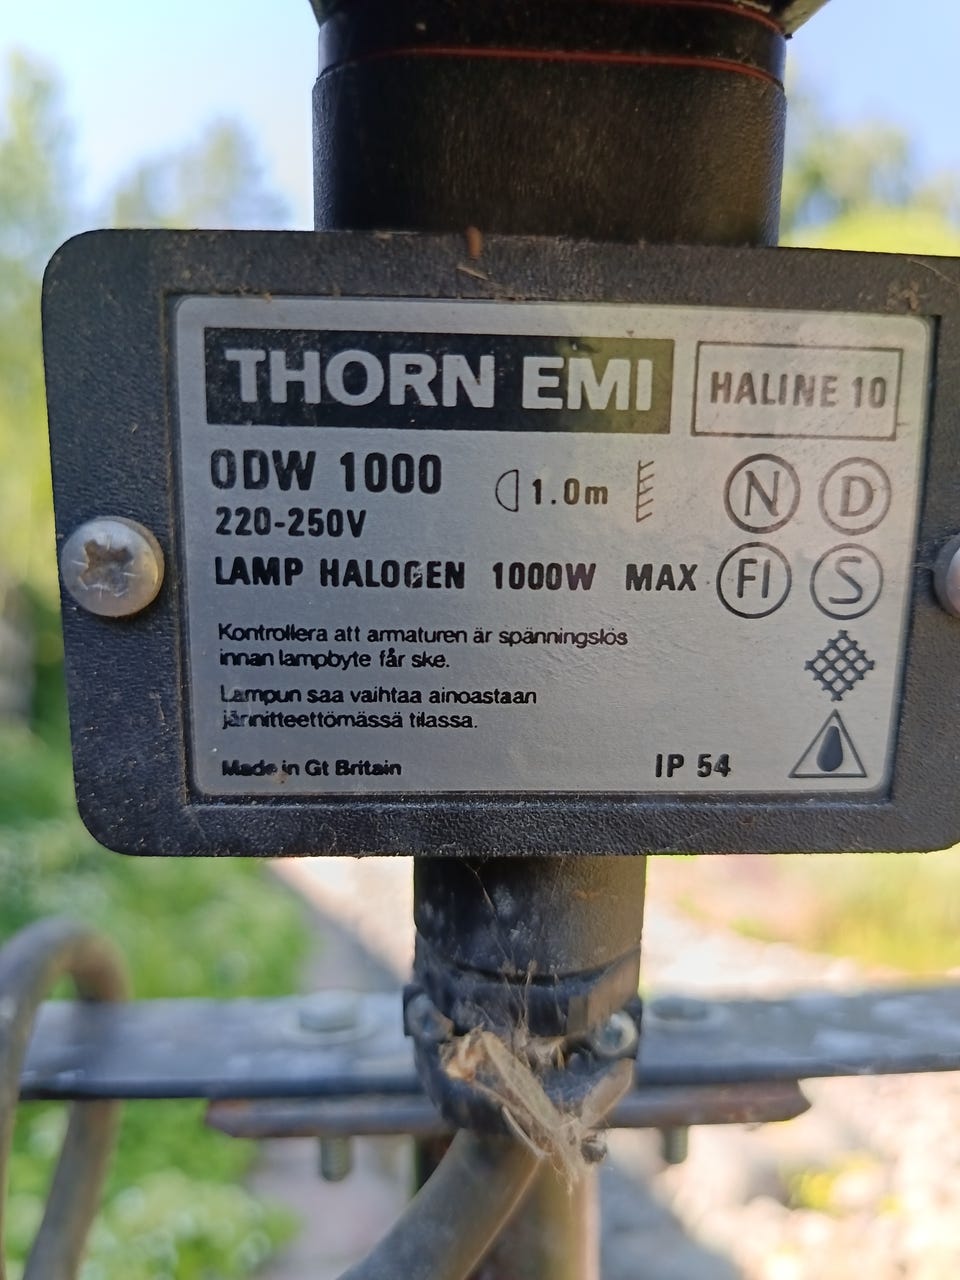 THORN EMI
HALINE 10
ODW 1000
1.0m
N D
220-250V
LAMP HALOGEN 1000W MAX
FI S
Kontrollera att armaturen är spänningslös
innan lampbyte får ske.
Lampun saa vaihtaa ainoastaan
jännitteettömässä tilassa.
Made in Gt Britain
IP 54